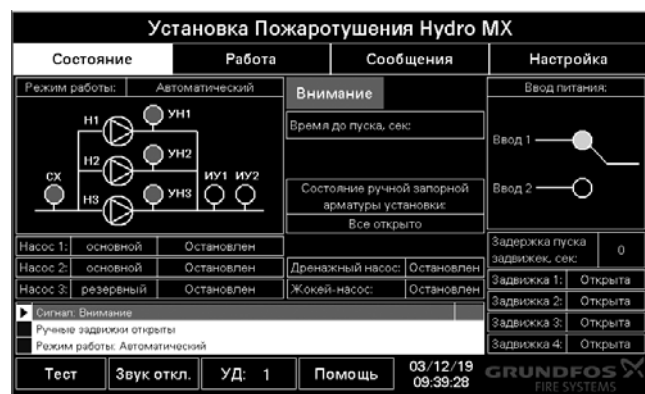 Установка Пожаротушения Hydro MX
Состояние Работа Сообщения Настройка
Режим работы: Автоматический
Внимание
Ввод питания:
Н1 УН1
Время до пуска, сек:
Ввод 1
Н2 УН2
СХ
ИУ1 ИУ2
Н3 УН3
Состояние ручной запорной
арматуры установки:
Ввод 2
Все открыто
Насос 1: основной Остановлен
Задержка пуска
задвижек, сек: 0
Насос 2: основной Остановлен
Дренажный насос: Остановлен
Задвижка 1: Открыта
Насос 3: резервный Остановлен
Жокей-насос: Остановлен
Задвижка 2: Открыта
Сигнал: Внимание
Ручные задвижки открыты
Задвижка 3: Открыта
Режим работы: Автоматический
Задвижка 4: Открыта
Тест Звук откл. УД: 1 Помощь
03/12/19
09:39:28
GRUNDFOS
FIRE SYSTEMS